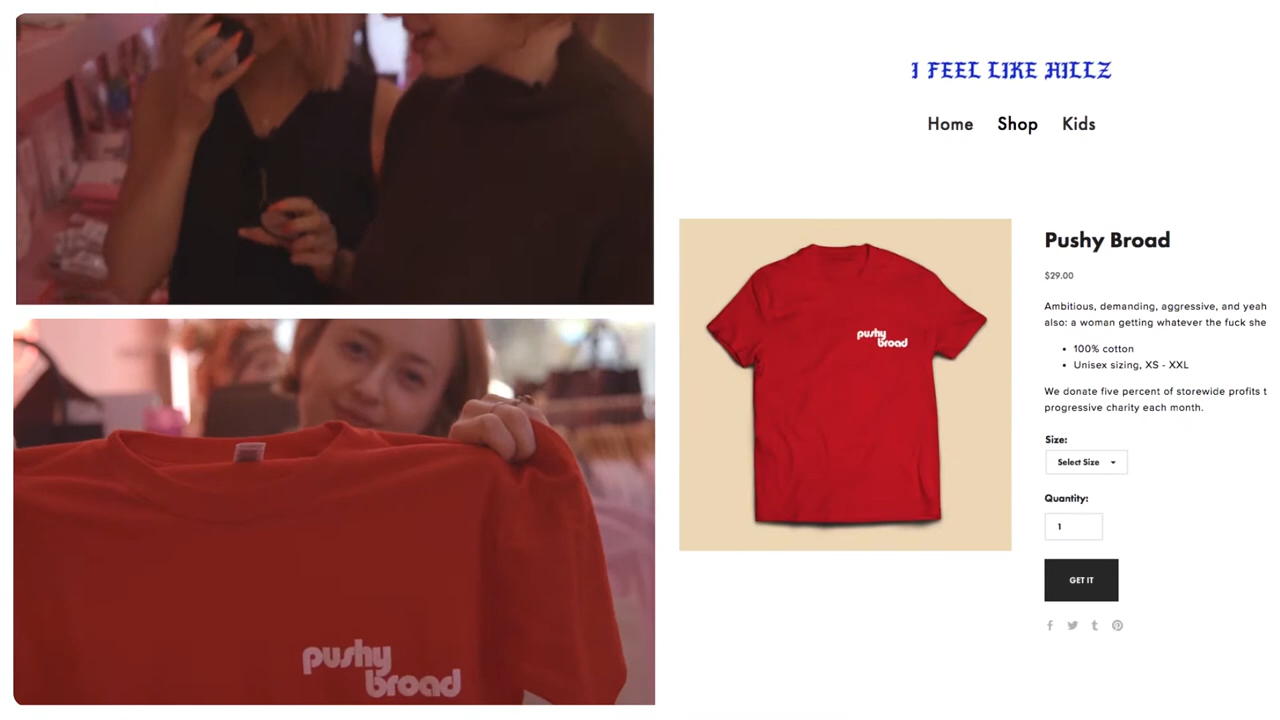 I FEEL LIKE HILLZ
Home Shop Kids
pushy
broad
Pushy Broad
$29.00
Ambitious, demanding, aggressive, and yeah
also: a woman getting whatever the fuck she
• 100% cotton
• Unisex sizing, XS - XXL
We donate five percent of storewide profits t
progressive charity each month.
Size:
Select Size
Quantity:
1
GET IT
pushy
broad